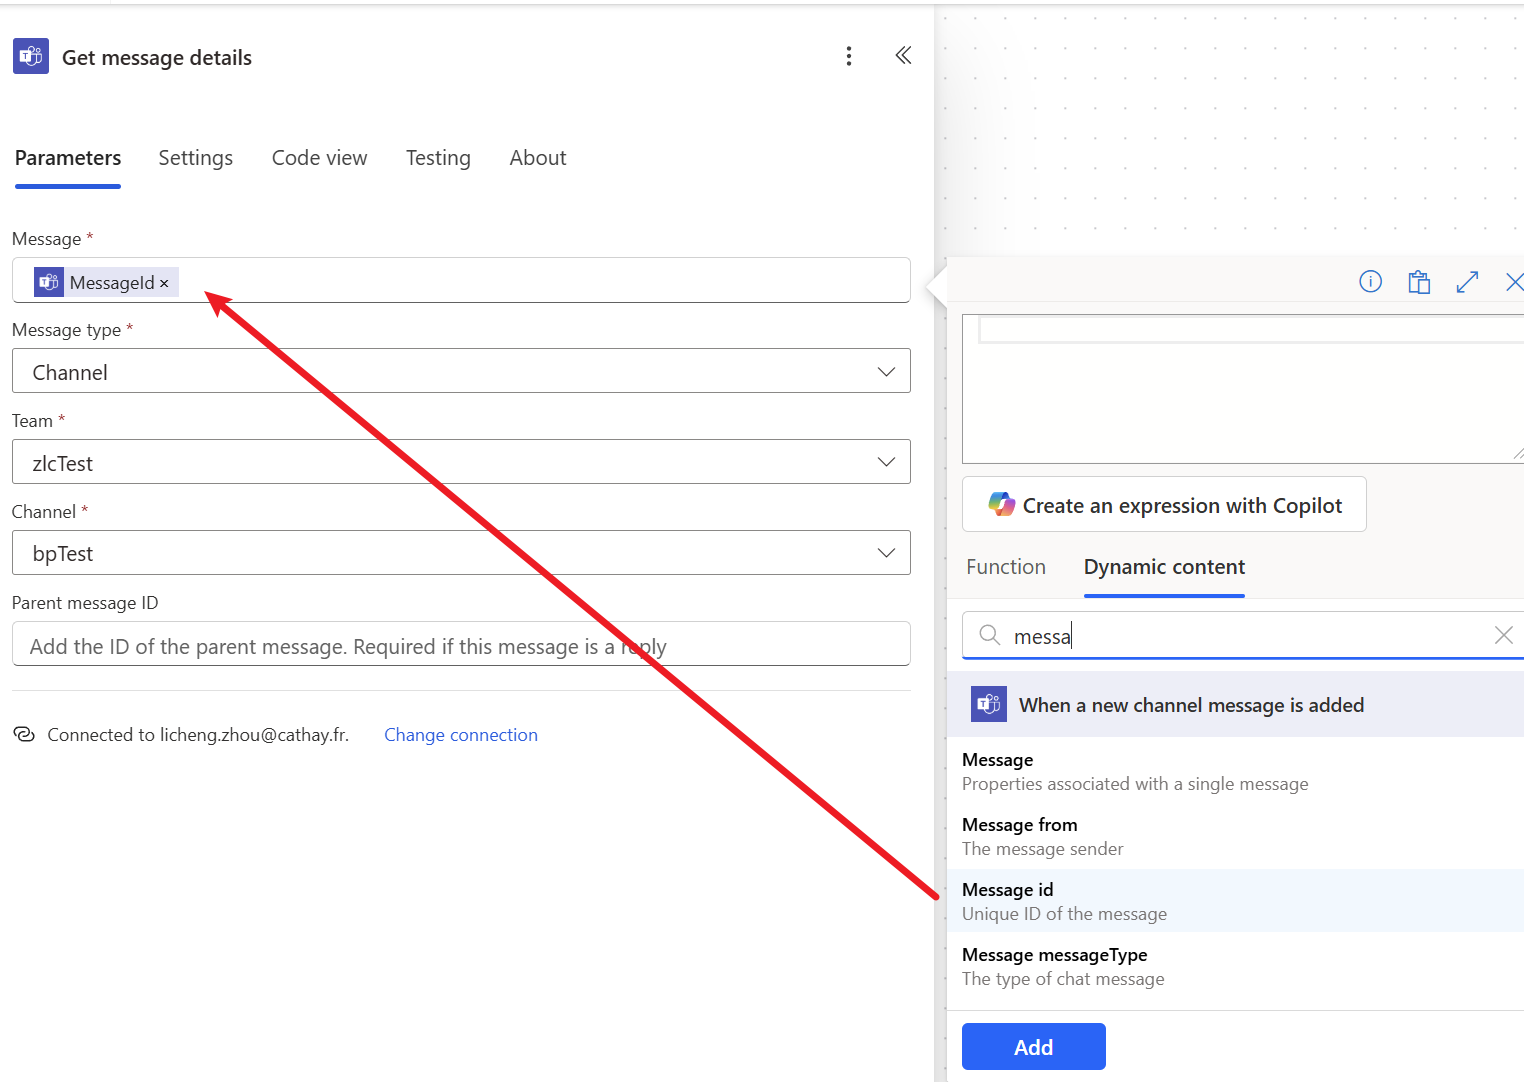 Get message details
Parameters Settings Code view Testing About
Message *
MessageId ×
Message type *
Channel
Team *
zlcTest
Channel *
bpTest
Parent message ID
Add the ID of the parent message. Required if this message is a reply
Connected to licheng.zhou@cathay.fr. Change connection
Create an expression with Copilot
Function Dynamic content
messa
When a new channel message is added
Message
Properties associated with a single message
Message from
The message sender
Message id
Unique ID of the message
Message messageType
The type of chat message
Add